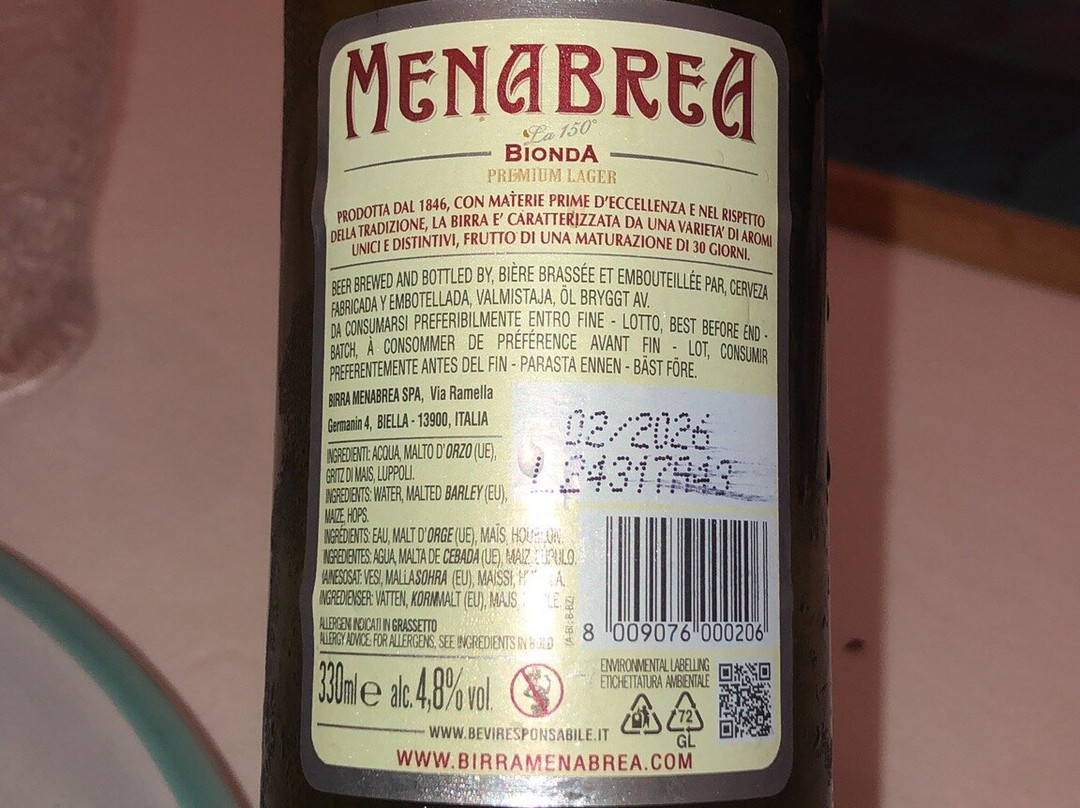 MENABREA
La 150°
BIONDA
PREMIUM LAGER
PRODOTTA DAL 1846, CON MATERIE PRIME D'ECCELLENZA E NEL RISPETTO
DELLA TRADIZIONE, LA BIRRA E' CARATTERIZZATA DA UNA VARIETA' DI AROMI
UNICI E DISTINTIVI, FRUTTO DI UNA MATURAZIONE DI 30 GIORNI.
BEER BREWED AND BOTTLED BY, BIÈRE BRASSÉE ET EMBOUTEILLÉE PAR, CERVEZA
FABRICADA Y EMBOTELLADA, VALMISTAJA, ÖL BRYGGT AV.
DA CONSUMARSI PREFERIBILMENTE ENTRO FINE - LOTTO, BEST BEFORE END -
BATCH, À CONSOMMER DE PRÉFÉRENCE AVANT FIN - LOT, CONSUMIR
PREFERENTEMENTE ANTES DEL FIN - PARASTA ENNEN - BÄST FÖRE.
BIRRA MENABREA SPA, Via Ramella
Germanin 4, BIELLA - 13900, ITALIA
02/2026
INGREDIENTI: ACQUA, MALTO D'ORZO (UE),
GRITZ DI MAIS, LUPPOLI.
INGREDIENTS: WATER, MALTED BARLEY (EU),
MAIZE, HOPS.
INGRÉDIENTS: EAU, MALT D'ORGE (UE), MAÏS,
INGREDIENTES: AGUA, MALTA DE CEBADA (UE), MAIZ,
AINESOSAT: VESI, MALLASOHRA (EU), MAISSI,
INGREDIENSER: VATTEN, KORNMALT (EU), MAJS
ALLERGENI INDICATI IN GRASSETTO
ALLERGY ADVICE. FOR ALLERGENS, SEE INGREDIENTS IN BOLD
8 009076 000206
330ml e alc. 4,8% vol.
ENVIRONMENTAL LABELLING
ETICHETTATURA AMBIENTALE
72
GL
WWW.BEVIRESPONSABILE.IT
WWW.BIRRAMENABREA.COM